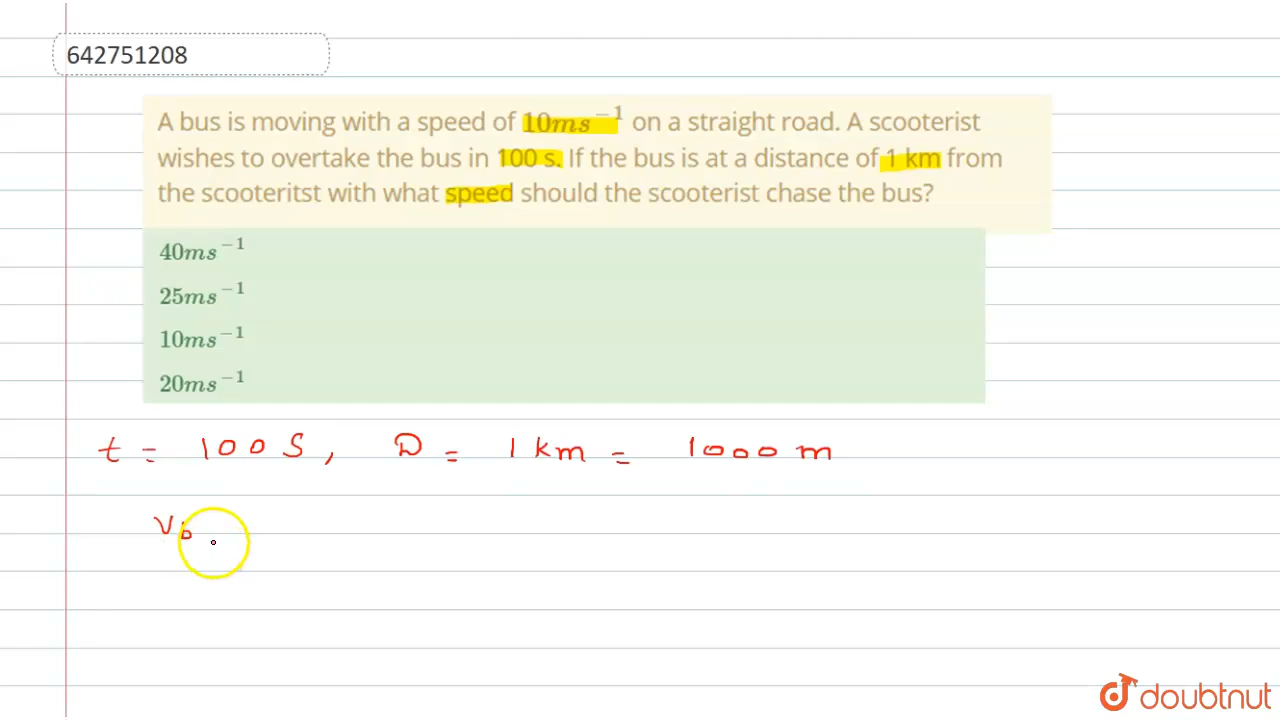 642751208
A bus is moving with a speed of 10ms⁻¹ on a straight road. A scooterist
wishes to overtake the bus in 100 s. If the bus is at a distance of 1 km from
the scooteritst with what speed should the scooterist chase the bus?
40ms⁻¹
25ms⁻¹
10ms⁻¹
20ms⁻¹
t = 100 S, D = 1 km = 1000 m
Vb
doubtnut